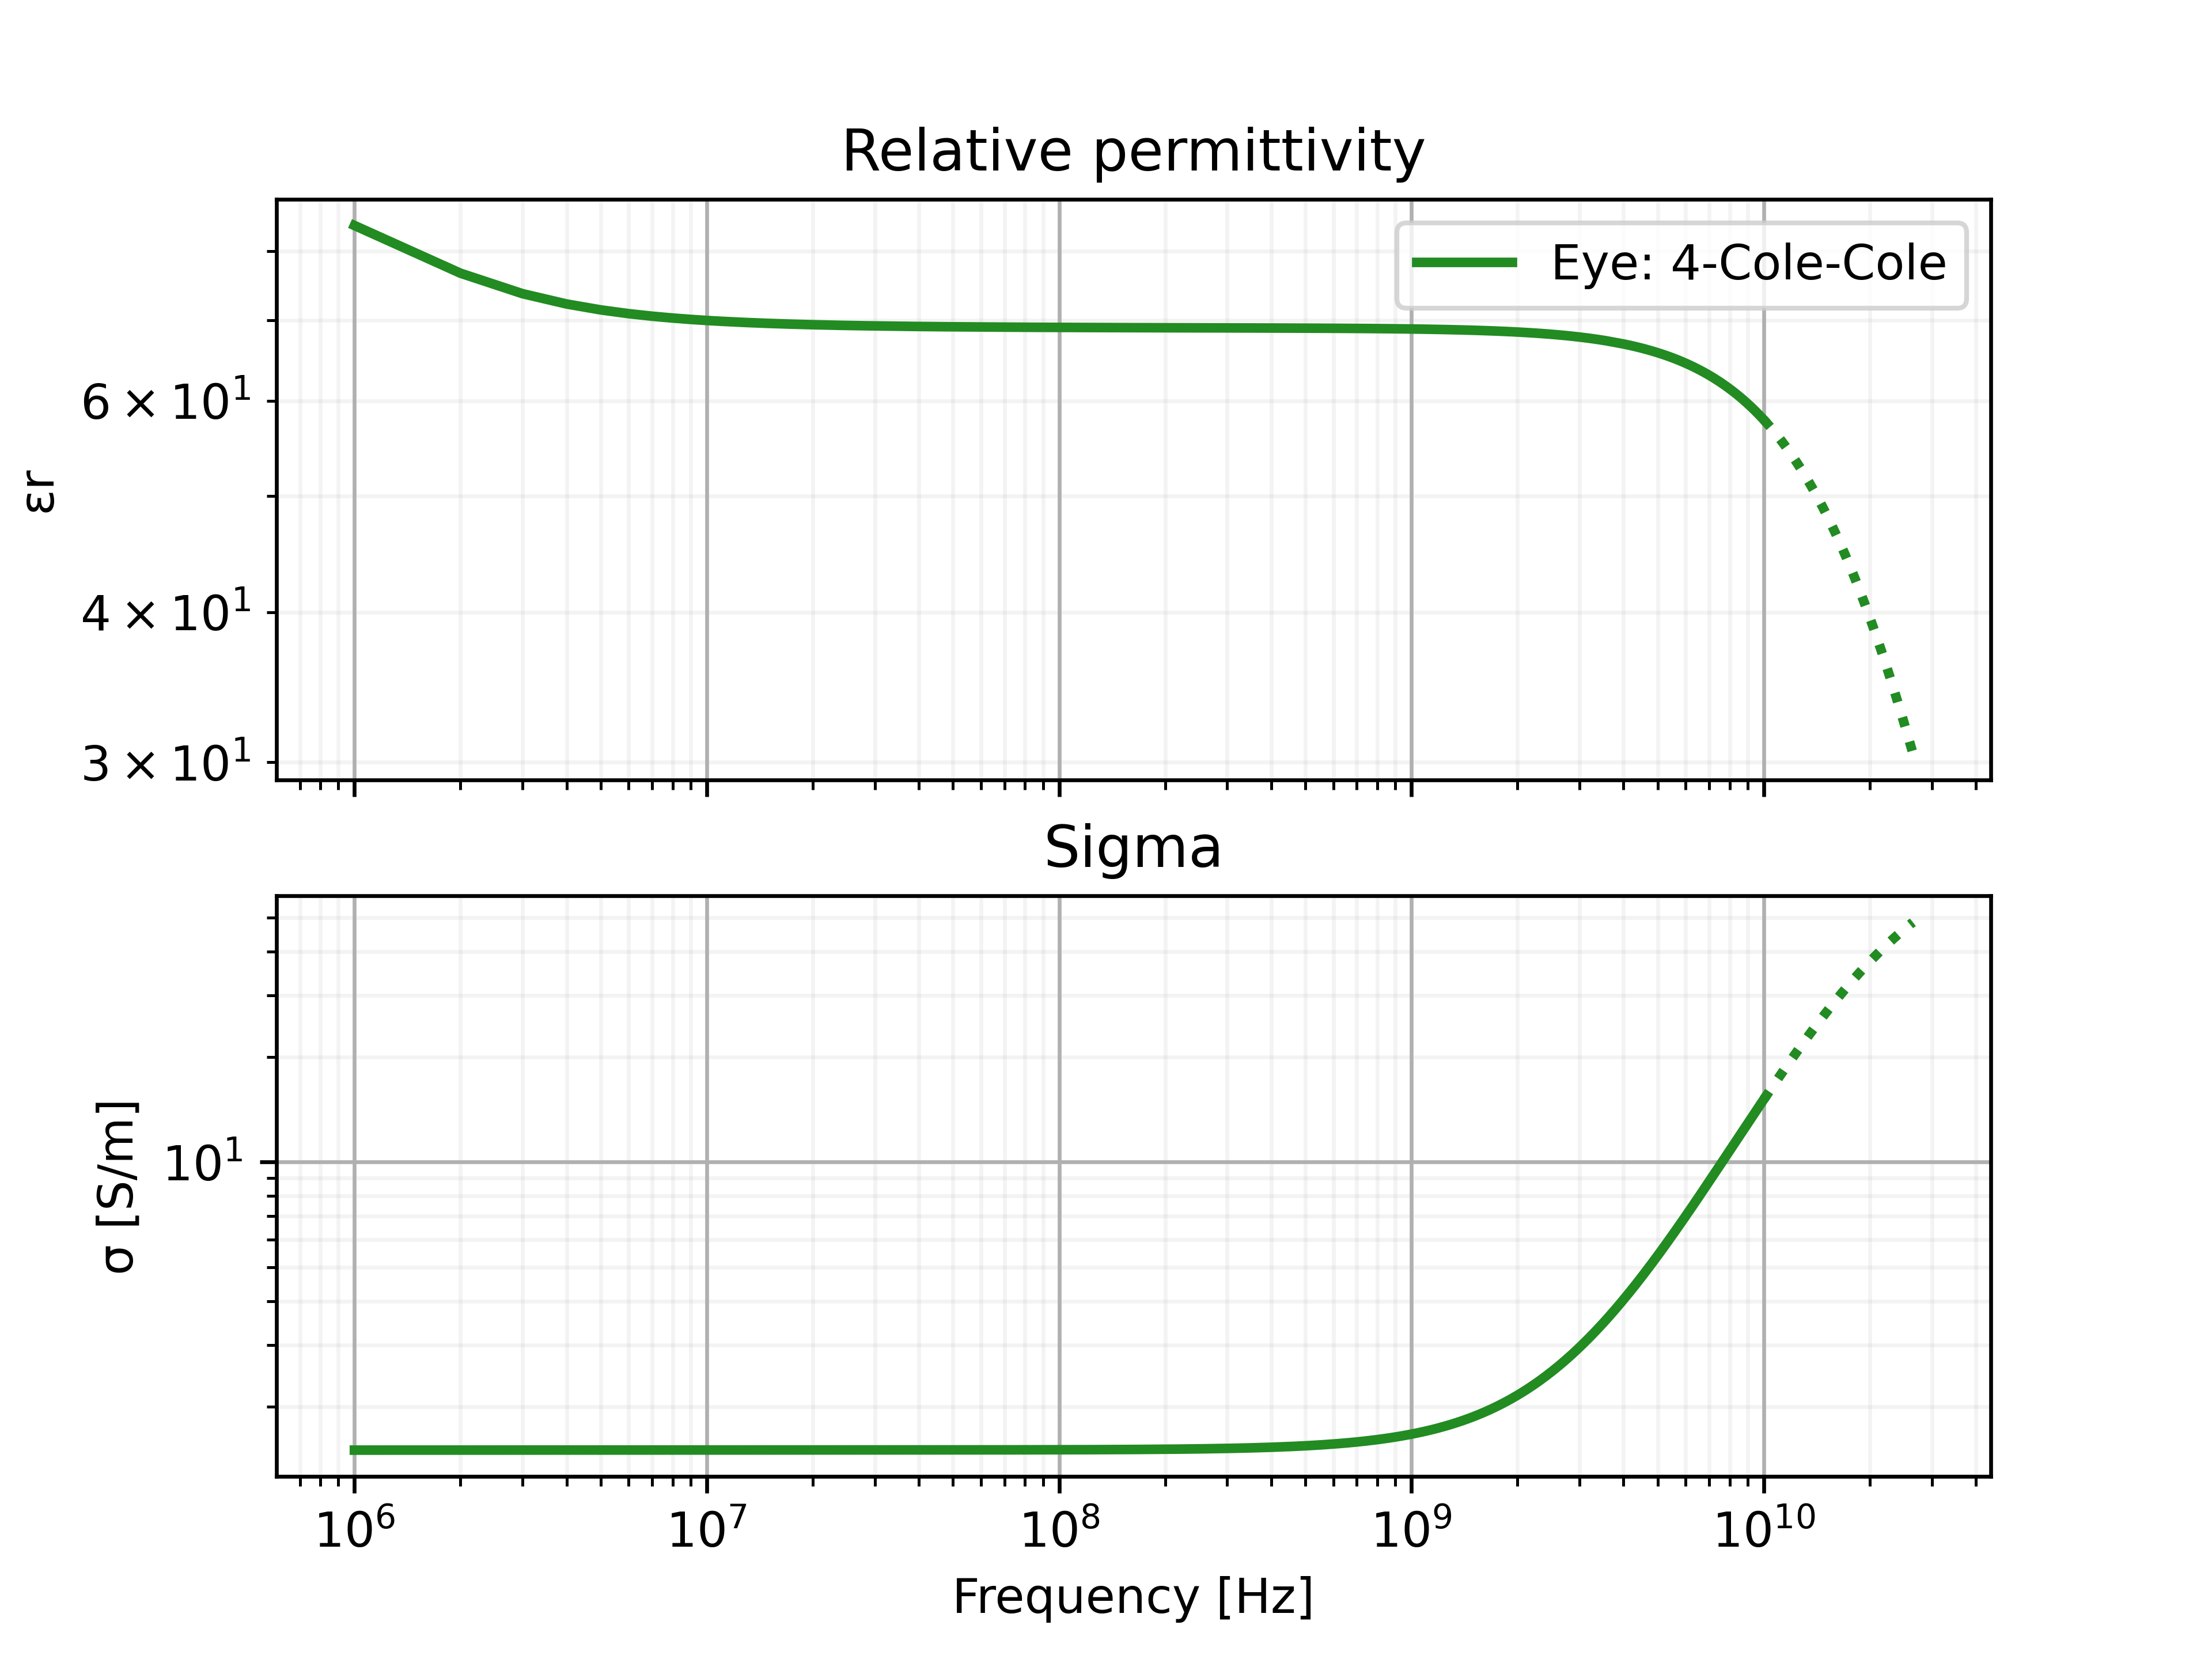 Relative permittivity
Eye: 4-Cole-Cole
εr
6 × 10¹
4 × 10¹
3 × 10¹
Sigma
σ [S/m]
10¹
10⁶ 10⁷ 10⁸ 10⁹ 10¹⁰
Frequency [Hz]